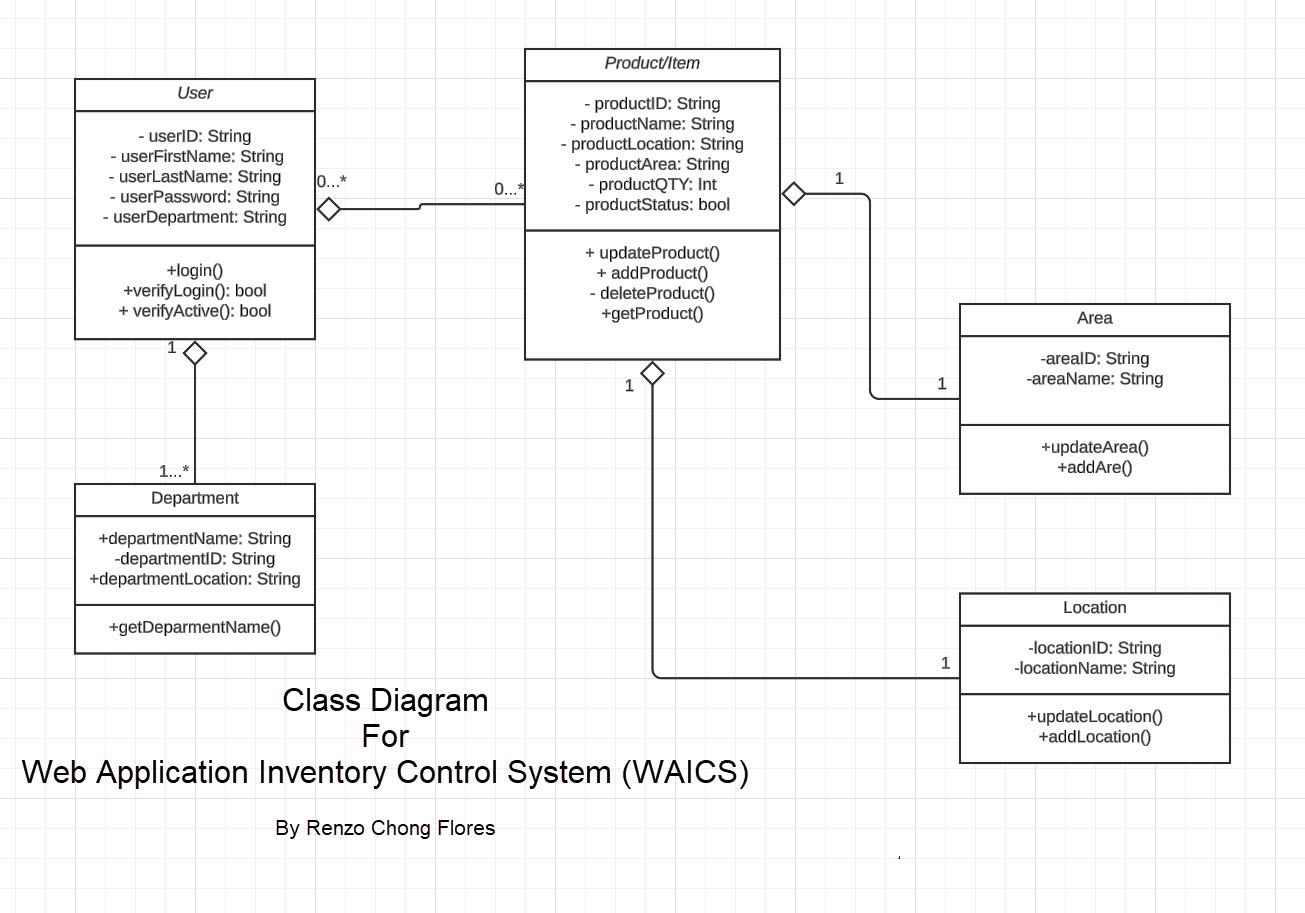 User
- userID: String
- userFirstName: String
- userLastName: String
- userPassword: String
- userDepartment: String
+login()
+verifyLogin(): bool
+ verifyActive(): bool
0...*
0...*
Product/Item
- productID: String
- productName: String
- productLocation: String
- productArea: String
- productQTY: Int
- productStatus: bool
+ updateProduct()
+ addProduct()
- deleteProduct()
+getProduct()
1
1
Area
-areaID: String
-areaName: String
+updateArea()
+addAre()
1
1...*
Department
+departmentName: String
-departmentID: String
+departmentLocation: String
+getDeparmentName()
1
1
Location
-locationID: String
-locationName: String
+updateLocation()
+addLocation()
Class Diagram
For
Web Application Inventory Control System (WAICS)
By Renzo Chong Flores